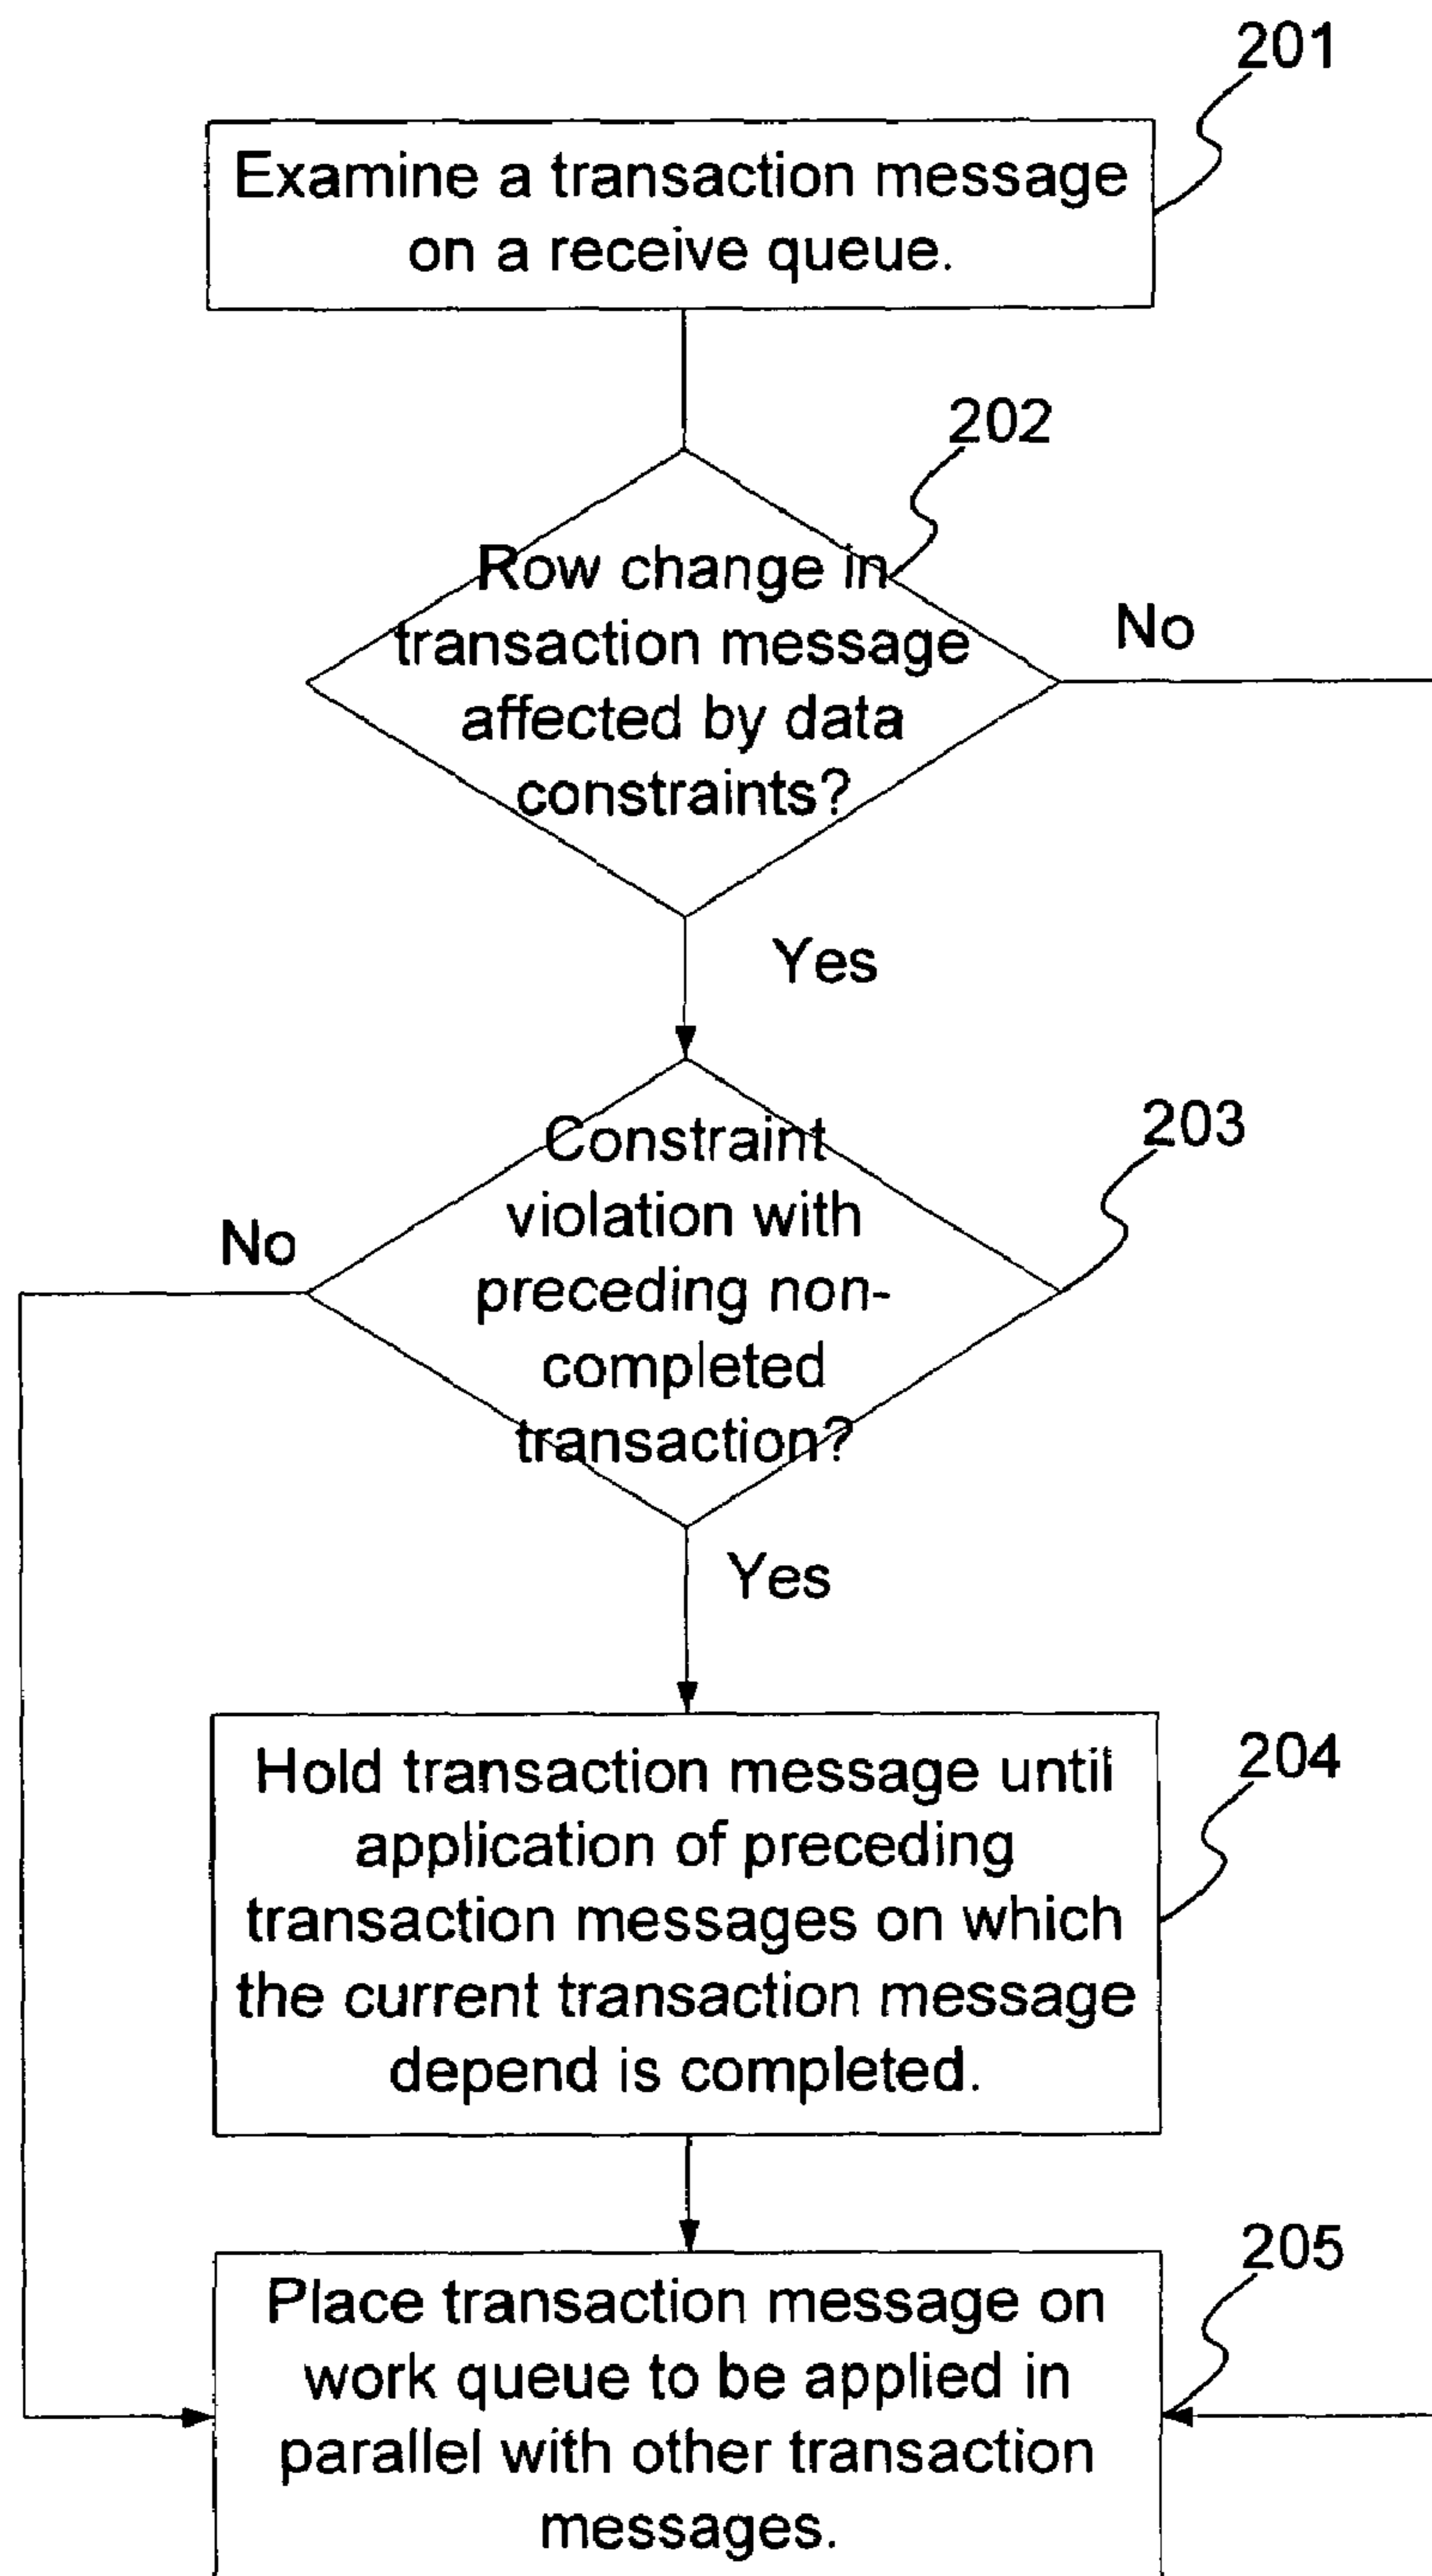 201
Examine a transaction message
on a receive queue.
202
Row change in
transaction message
affected by data
constraints?
No
Yes
203
Constraint
violation with
preceding non-
completed
transaction?
No
Yes
204
Hold transaction message until
application of preceding
transaction messages on which
the current transaction message
depend is completed.
205
Place transaction message on
work queue to be applied in
parallel with other transaction
messages.